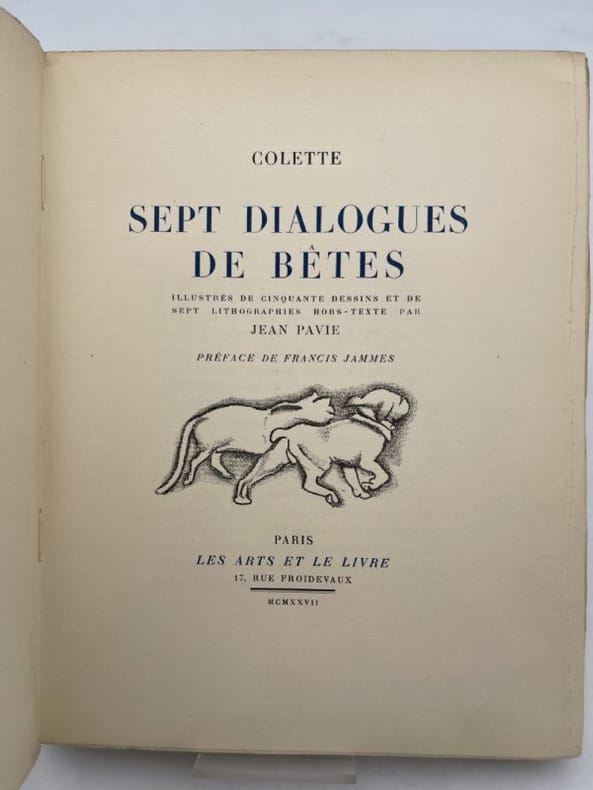 COLETTE
SEPT DIALOGUES
DE BÊTES
ILLUSTRÉS DE CINQUANTE DESSINS ET DE
SEPT LITHOGRAPHIES HORS-TEXTE PAR
JEAN PAVIE
PRÉFACE DE FRANCIS JAMMES
PARIS
LES ARTS ET LE LIVRE
17, RUE FROIDEVAUX
MCMXXVII